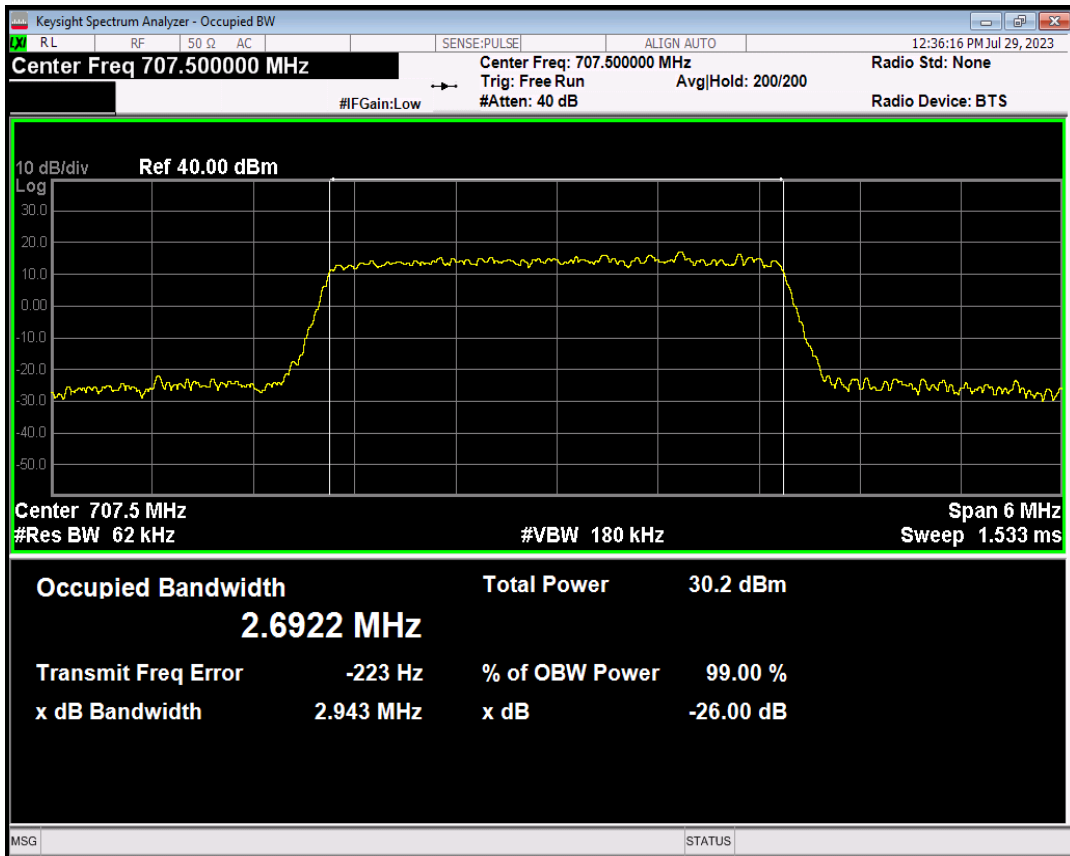 Keysight Spectrum Analyzer - Occupied BW
LXI RL RF 50 Ω AC SENSE:PULSE ALIGN AUTO 12:36:16 PM Jul 29, 2023
Center Freq 707.500000 MHz Center Freq: 707.500000 MHz Radio Std: None
Trig: Free Run Avg|Hold: 200/200
#IFGain:Low #Atten: 40 dB Radio Device: BTS
10 dB/div Ref 40.00 dBm
Log
30.0
20.0
10.0
0.00
-10.0
-20.0
-30.0
-40.0
-50.0
Center 707.5 MHz Span 6 MHz
#Res BW 62 kHz #VBW 180 kHz Sweep 1.533 ms
Occupied Bandwidth Total Power 30.2 dBm
2.6922 MHz
Transmit Freq Error -223 Hz % of OBW Power 99.00 %
x dB Bandwidth 2.943 MHz x dB -26.00 dB
MSG STATUS